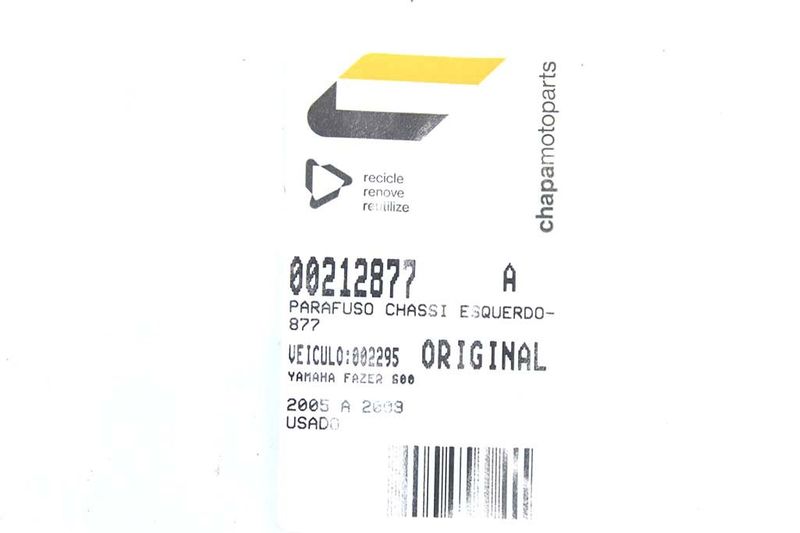 chapamotoparts
recicle
renove
reutilize
00212877 A
PARAFUSO CHASSI ESQUERDO-
877
VEICULO:002295 ORIGINAL
YAMAHA FAZER 600
2005 A 2009
USADO